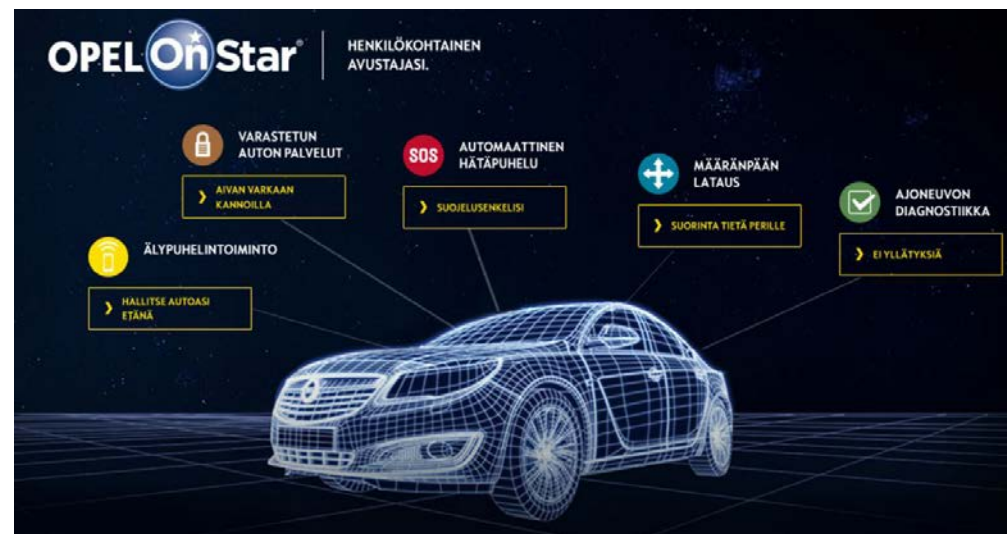 OPEL OnStar®
HENKILÖKOHTAINEN
AVUSTAJASI.
VARASTETUN
AUTON PALVELUT
AIVAN VARKAAN
KANNOILLA
SOS
AUTOMAATTINEN
HÄTÄPUHELU
SUOJELUSENKELISI
MÄÄRÄNPÄÄN
LATAUS
SUORINTA TIETÄ PERILLE
AJONEUVON
DIAGNOSTIIKKA
EI YLLÄTYKSIÄ
ÄLYPUHELINTOIMINTO
HALLITSE AUTOASI
ETÄNÄ